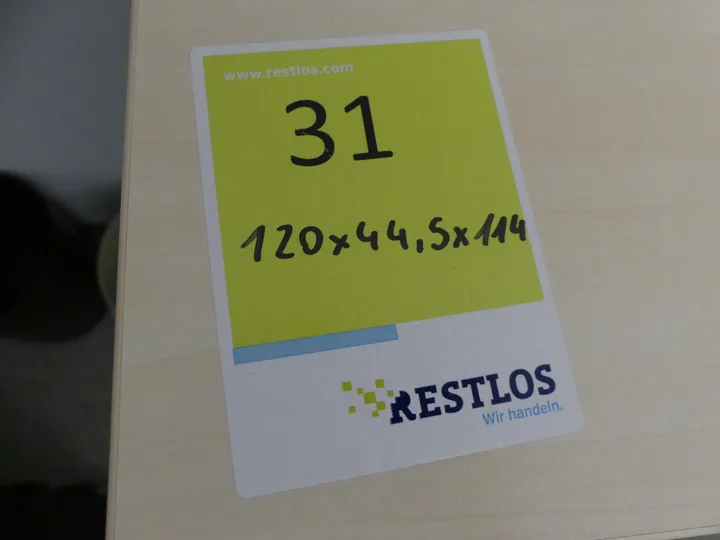 www.restlos.com
31
120x44,5x114
RESTLOS
Wir handeln.